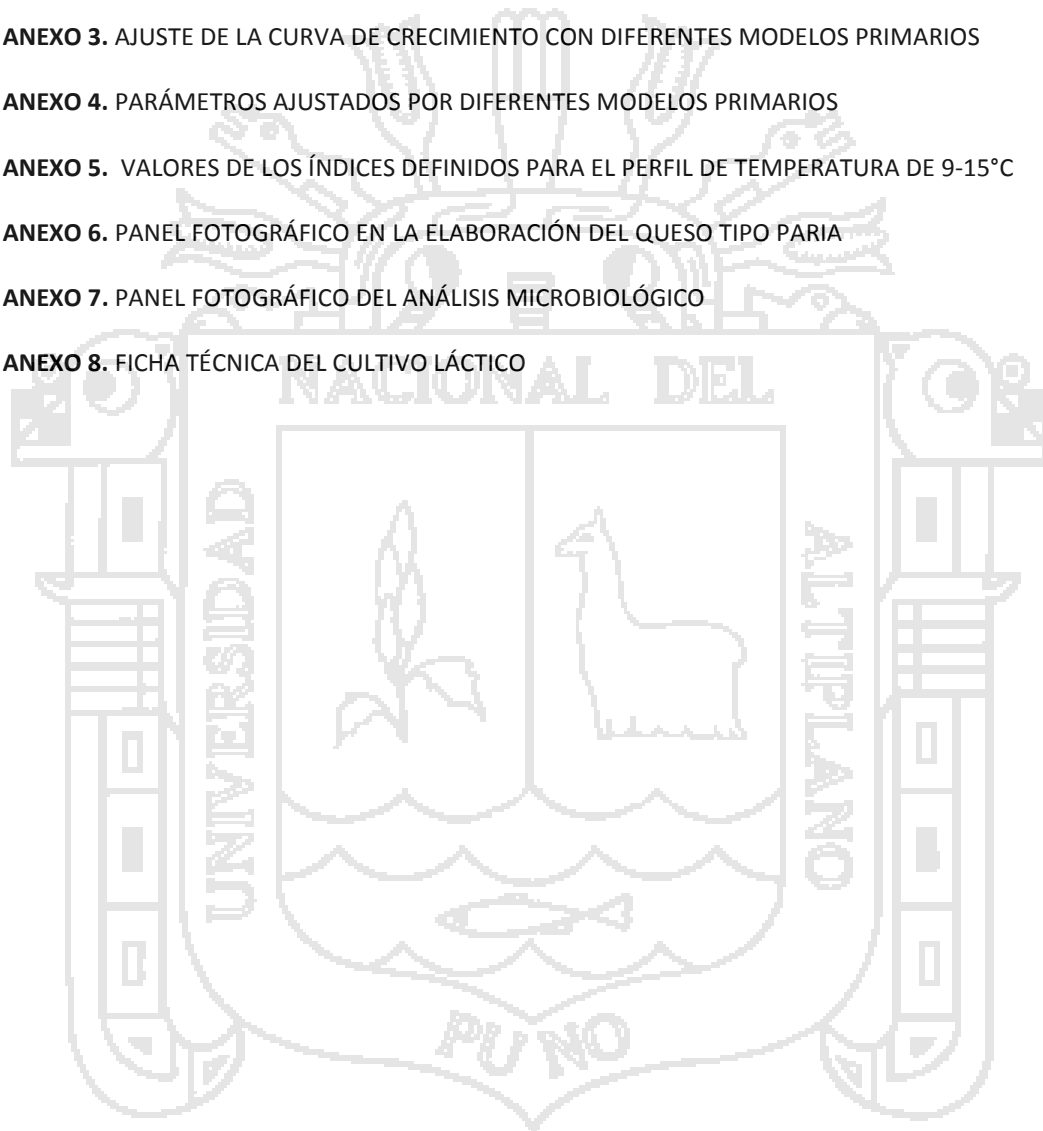 ANEXO 3. AJUSTE DE LA CURVA DE CRECIMIENTO CON DIFERENTES MODELOS PRIMARIOS
ANEXO 4. PARÁMETROS AJUSTADOS POR DIFERENTES MODELOS PRIMARIOS
ANEXO 5. VALORES DE LOS ÍNDICES DEFINIDOS PARA EL PERFIL DE TEMPERATURA DE 9-15°C
ANEXO 6. PANEL FOTOGRÁFICO EN LA ELABORACIÓN DEL QUESO TIPO PARIA
ANEXO 7. PANEL FOTOGRÁFICO DEL ANÁLISIS MICROBIOLÓGICO
ANEXO 8. FICHA TÉCNICA DEL CULTIVO LÁCTICO
UNIVERSIDAD
NACIONAL DEL
ALTIPLANO
PUNO